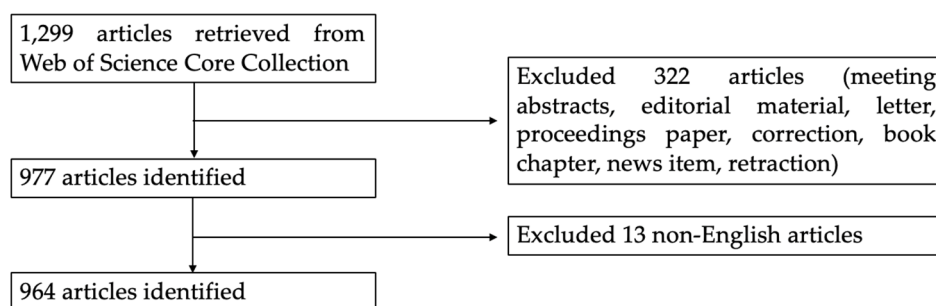 1,299 articles retrieved from
Web of Science Core Collection
Excluded 322 articles (meeting
abstracts, editorial material, letter,
proceedings paper, correction, book
chapter, news item, retraction)
977 articles identified
Excluded 13 non-English articles
964 articles identified